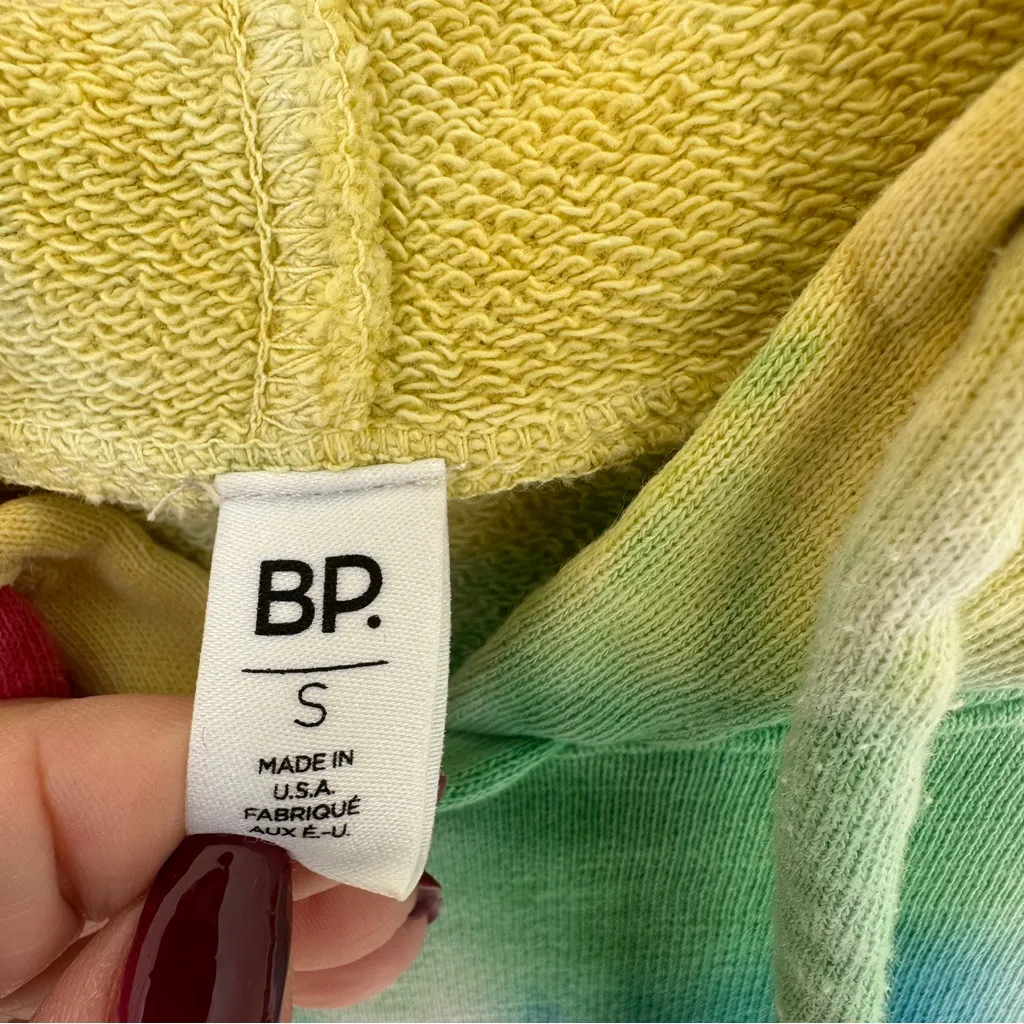 BP.
S
MADE IN
U.S.A.
FABRIQUÉ
AUX É.-U.